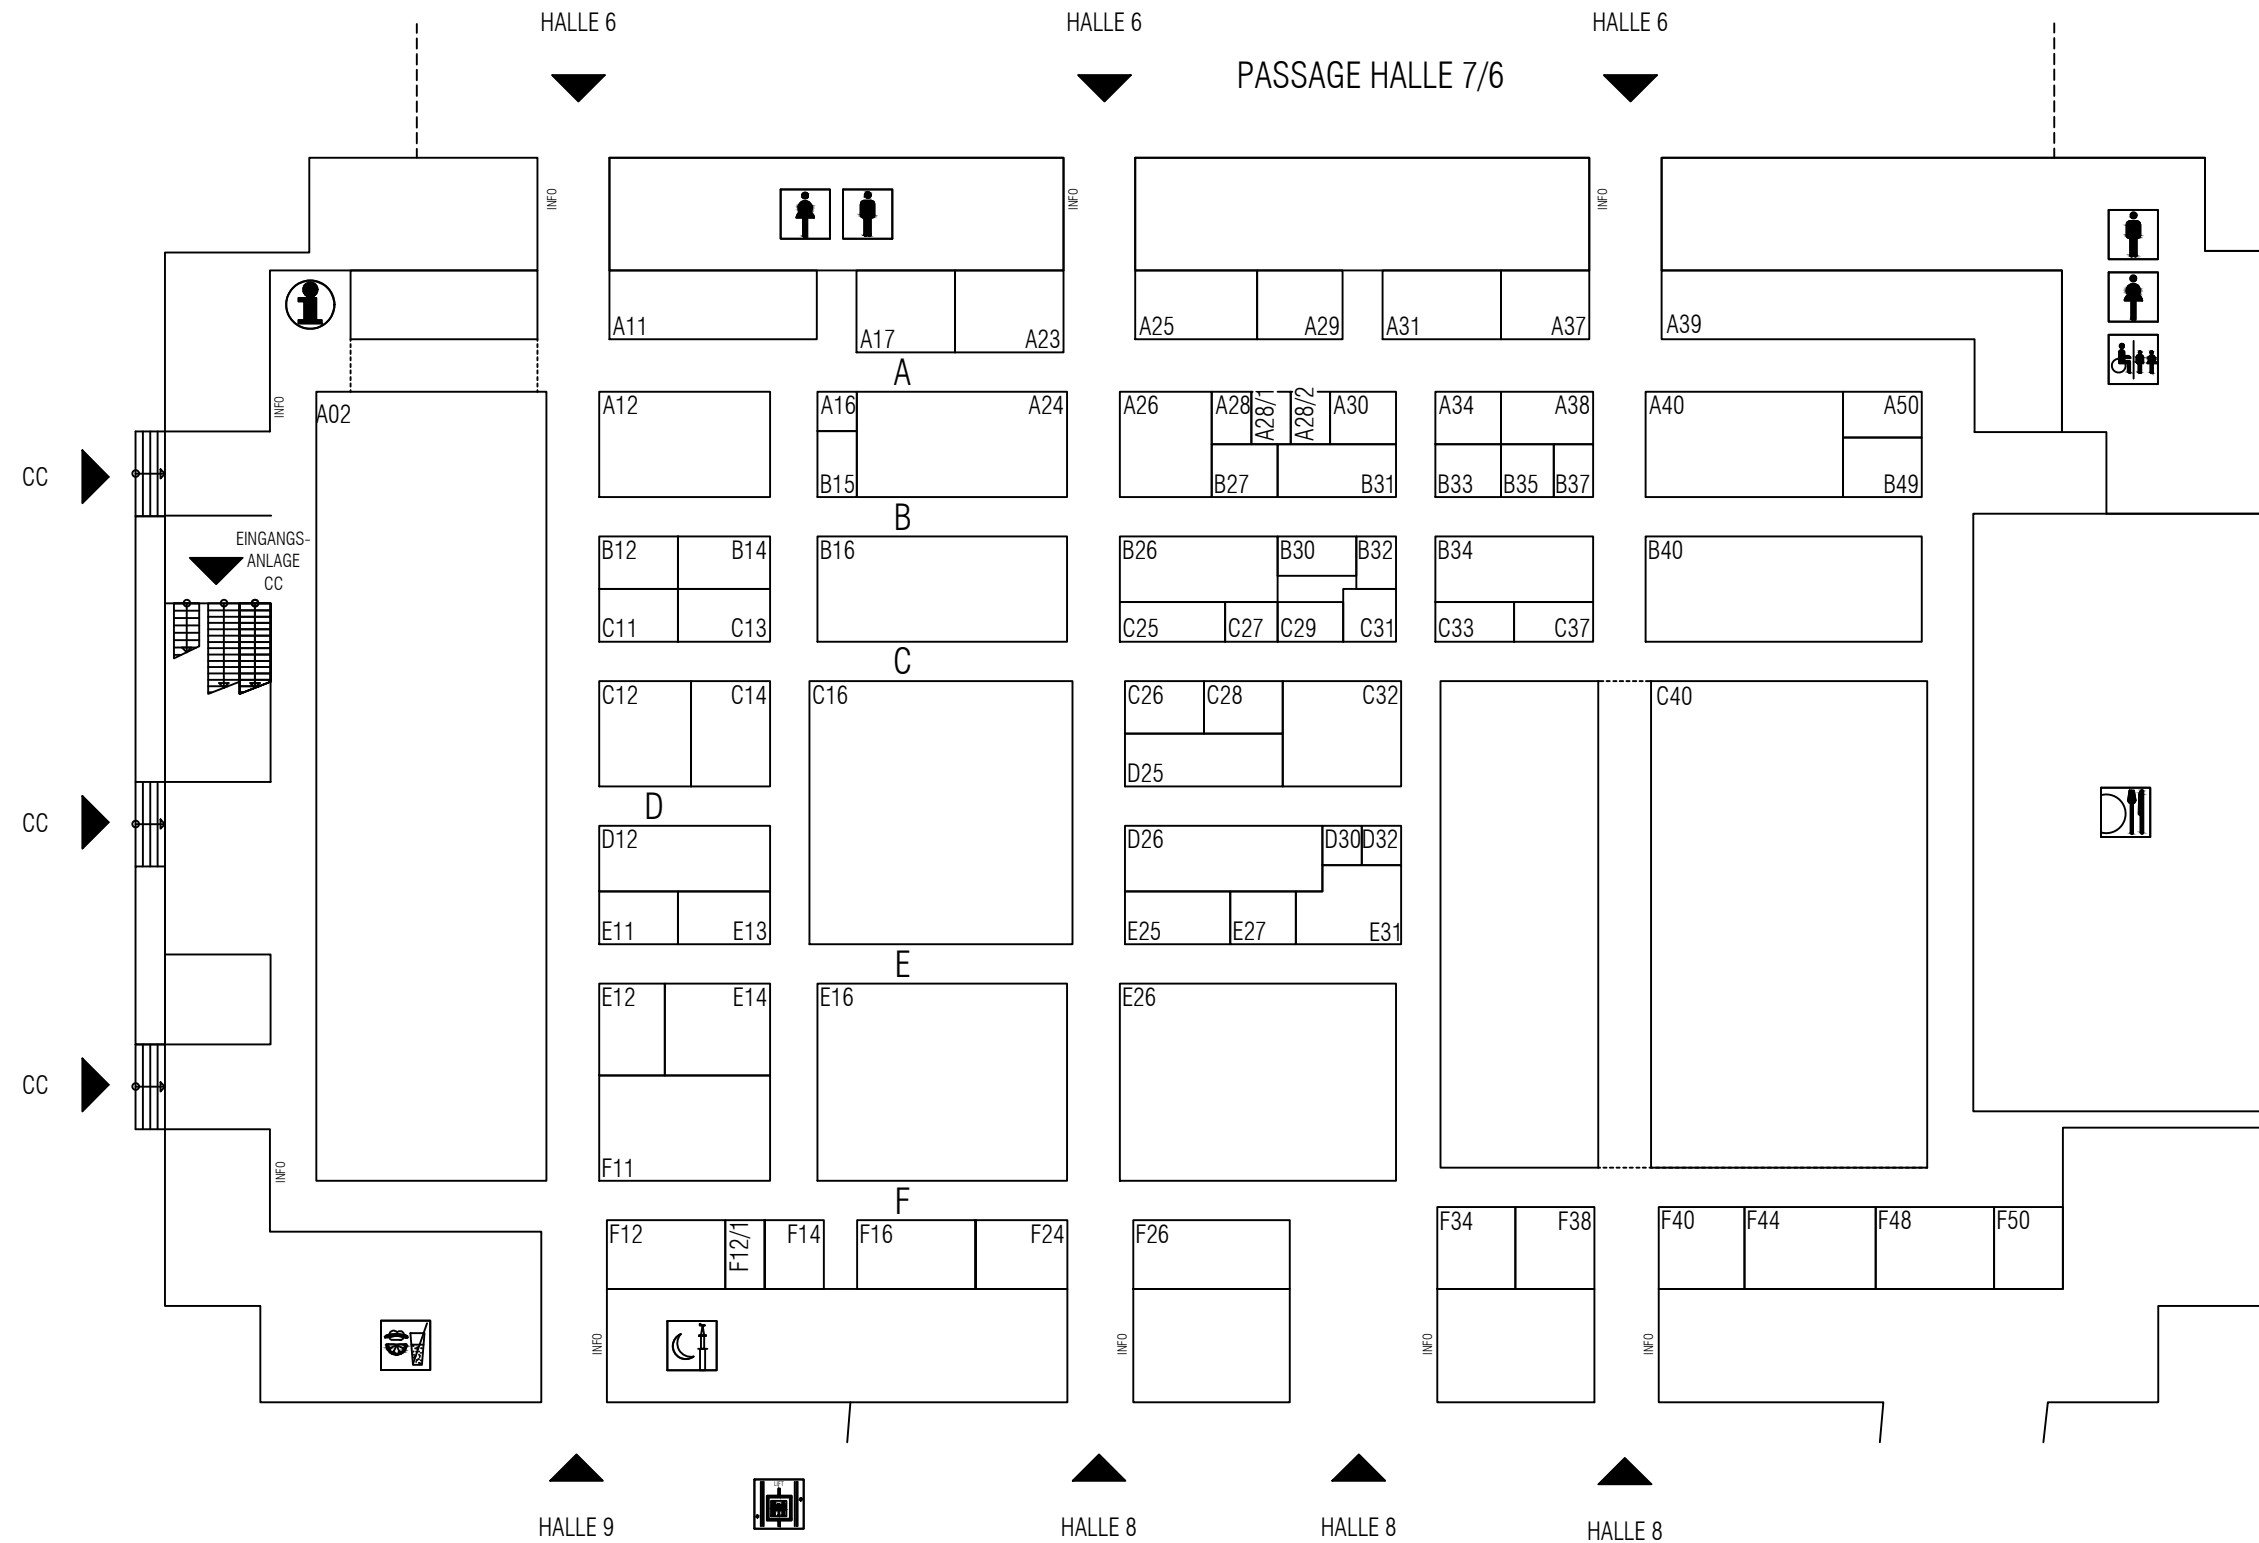 HALLE 6 HALLE 6 HALLE 6
PASSAGE HALLE 7/6
INFO INFO INFO
A11 A17 A23 A25 A29 A31 A37 A39
A
INFO
A02 A12 A16 A24 A26 A28 A28/1 A28/2 A30 A34 A38 A40 A50
CC
B15 B27 B31 B33 B35 B37 B49
B
EINGANGS-
ANLAGE
CC
B12 B14 B16 B26 B30 B32 B34 B40
C11 C13 C25 C27 C29 C31 C33 C37
C
C12 C14 C16 C26 C28 C32 C40
D25
D
CC
D12 D26 D30 D32
E11 E13 E25 E27 E31
E
E12 E14 E16 E26
CC
F11
INFO
F
F12 F12/1 F14 F16 F24 F26 F34 F38 F40 F44 F48 F50
INFO INFO INFO INFO
LIFT
HALLE 9 HALLE 8 HALLE 8 HALLE 8